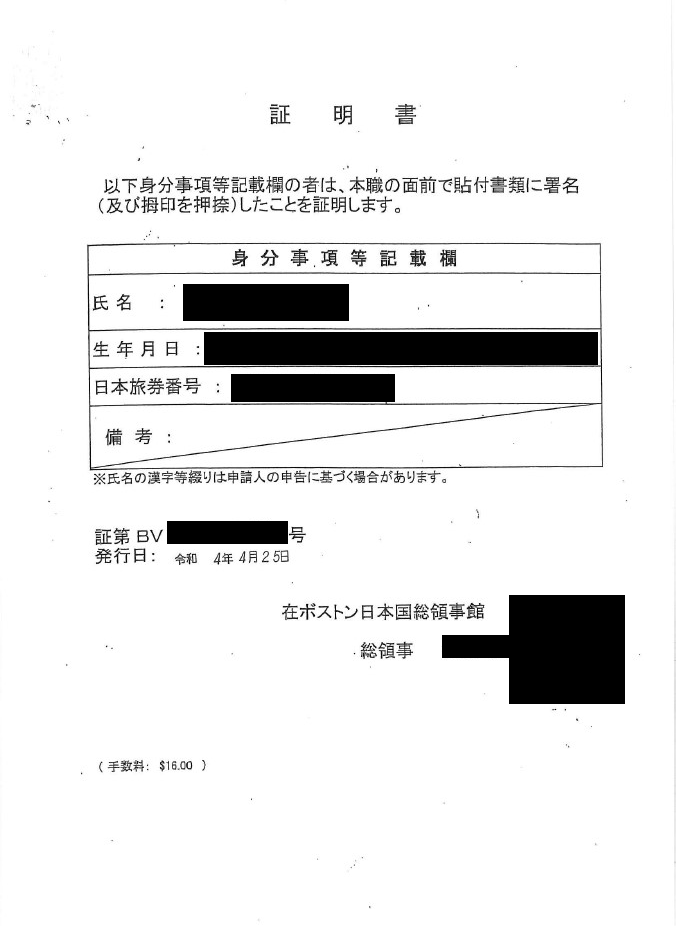 証 明 書
以下身分事項等記載欄の者は、本職の面前で貼付書類に署名
（及び拇印を押捺）したことを証明します。
身 分 事 項 等 記 載 欄
氏 名 ：
生 年 月 日 ：
日本旅券番号 ：
備 考 ：
※氏名の漢字等綴りは申請人の申告に基づく場合があります。
証第 BV 号
発行日： 令和 4年 4月25日
在ボストン日本国総領事館
総領事
（ 手数料： $16.00 ）